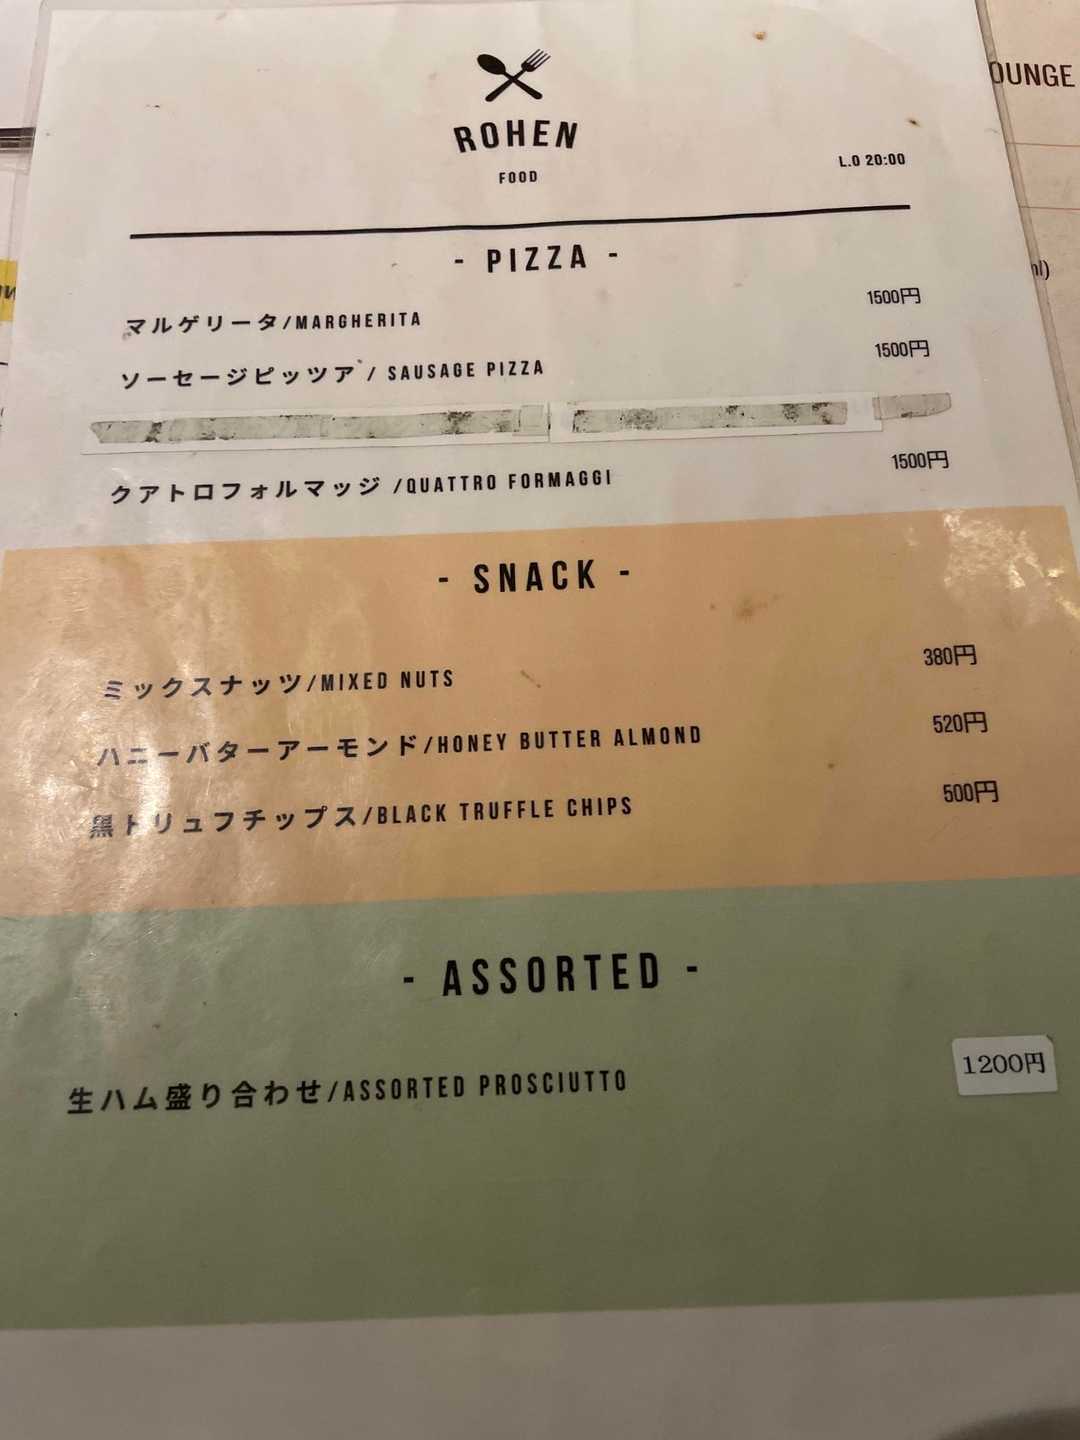 ROHEN
FOOD
L.O 20:00
OUNGE
- PIZZA -
マルゲリータ/MARGHERITA 1500円
ソーセージピッツァ / SAUSAGE PIZZA 1500円
クアトロフォルマッジ /QUATTRO FORMAGGI 1500円
- SNACK -
ミックスナッツ/MIXED NUTS 380円
ハニーバターアーモンド/HONEY BUTTER ALMOND 520円
黒トリュフチップス/BLACK TRUFFLE CHIPS 500円
- ASSORTED -
生ハム盛り合わせ/ASSORTED PROSCIUTTO 1200円